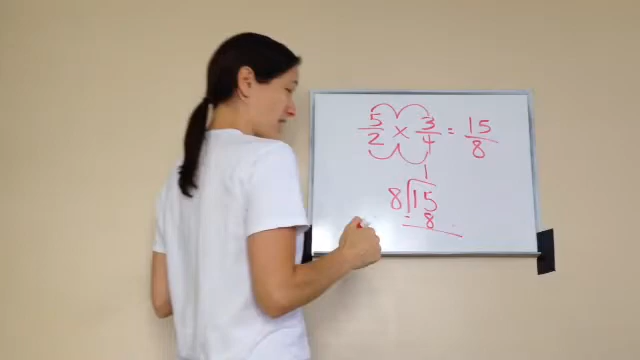 5/2 × 3/4 = 15/8
1
8⟌15
- 8